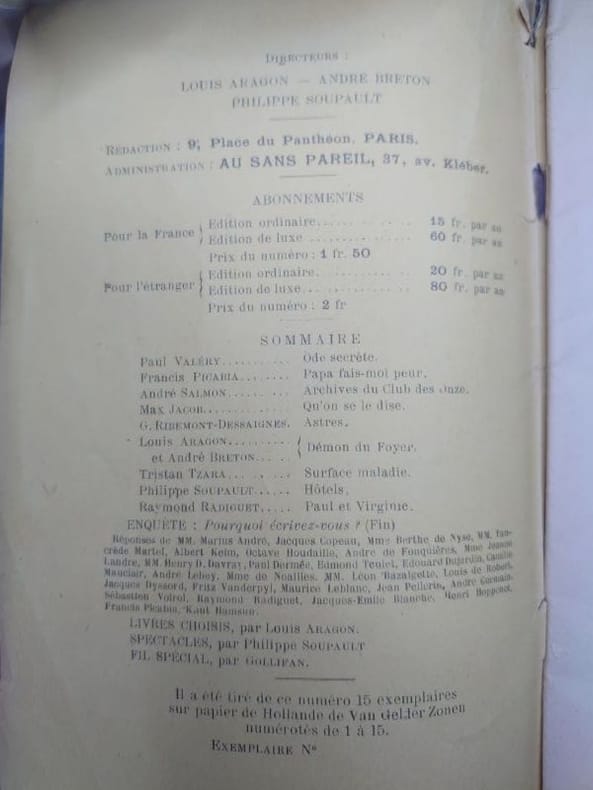 DIRECTEURS :
LOUIS ARAGON — ANDRÉ BRETON
PHILIPPE SOUPAULT
RÉDACTION : 9, Place du Panthéon, PARIS.
ADMINISTRATION : AU SANS PAREIL, 37, av. Kléber.
ABONNEMENTS
Pour la France { Edition ordinaire.............. 15 fr. par an
Edition de luxe .............. 60 fr. par an
Prix du numéro : 1 fr. 50
Pour l'étranger { Edition ordinaire.............. 20 fr. par an
Edition de luxe... .......... 80 fr. par an
Prix du numéro : 2 fr
SOMMAIRE
Paul VALÉRY.......... Ode secrète.
Francis PICABIA........ Papa fais-moi peur.
André SALMON......... Archives du Club des Onze.
Max JACOB............ Qu'on se le dise.
G. RIBEMONT-DESSAIGNES. Astres.
Louis ARAGON.........
et André BRETON...... { Démon du Foyer.
Tristan TZARA......... Surface maladie.
Philippe SOUPAULT..... Hôtels.
Raymond RADIGUET..... Paul et Virginie.
ENQUÊTE : Pourquoi écrivez-vous ? (Fin)
Réponses de MM. Marius André, Jacques Copeau, Mme Berthe de Nyse, MM. Tan-
crède Martel, Albert Keim, Octave Houdaille, André de Fouquières, Mme Jeanne
Landre, MM. Henry D. Davray, Paul Dermée, Edmond Teulet, Edouard Dujardin, Camille
Mauclair, André Lebey, Mme de Noailles, MM. Léon Bazalgette, Louis de Robert,
Jacques Dyssord, Fritz Vanderpyl, Maurice Leblanc, Jean Pellerin, André Germain,
Sébastien Voirol, Raymond Radiguet, Jacques-Emile Blanche, Henri Hoppenot,
Francis Picabia, Knut Hamsun.
LIVRES CHOISIS, par Louis ARAGON.
SPECTACLES, par Philippe SOUPAULT
FIL SPÉCIAL, par GOLLIFAN.
Il a été tiré de ce numéro 15 exemplaires
sur papier de Hollande de Van Gelder Zonen
numérotés de 1 à 15.
EXEMPLAIRE N°